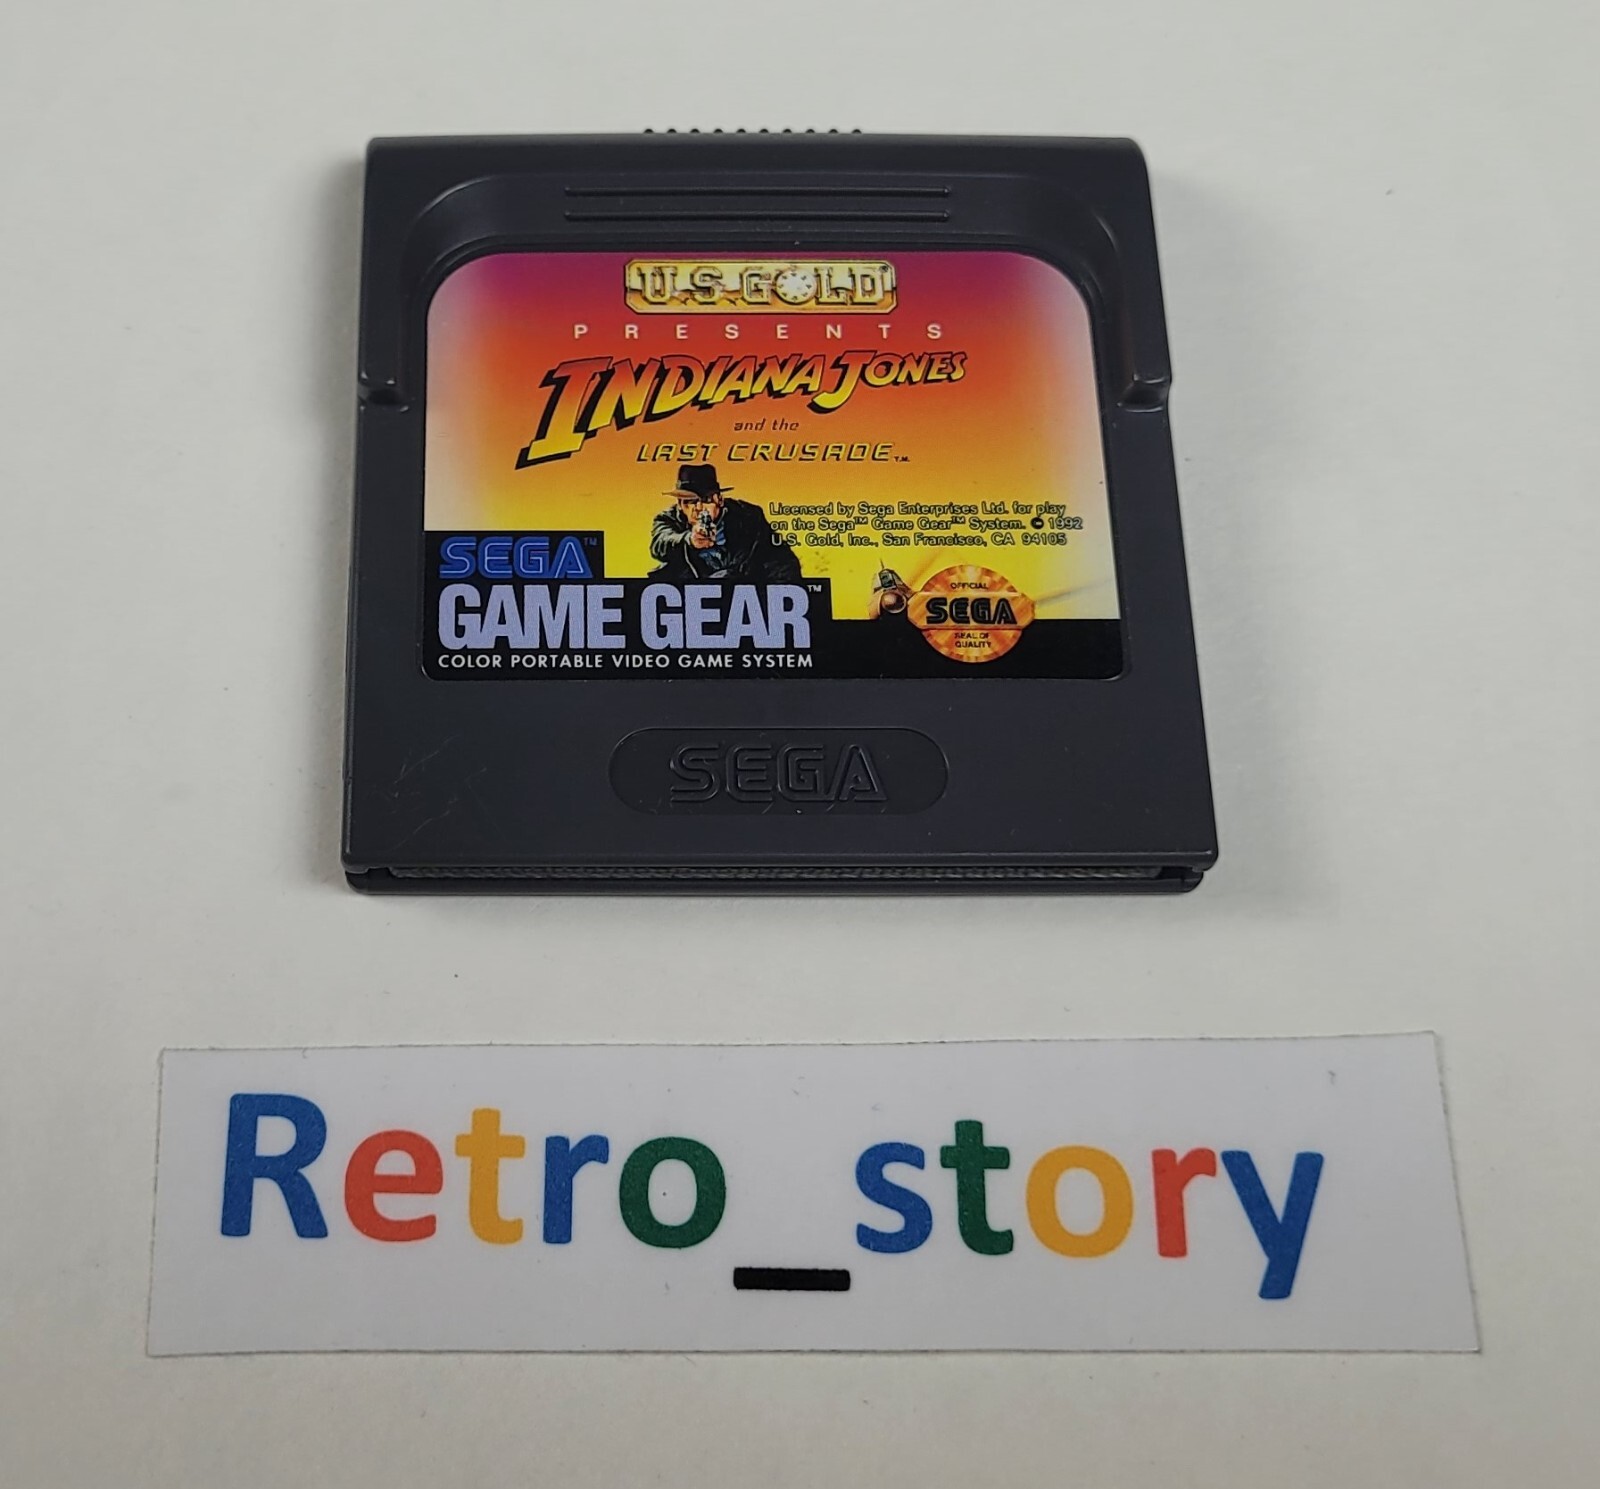 U.S. GOLD®
PRESENTS
INDIANA JONES
and the
LAST CRUSADE™
Licensed by Sega Enterprises Ltd. for play
on the Sega™ Game Gear™ System. © 1992
U.S. Gold, Inc., San Francisco, CA 94105
SEGA™
GAME GEAR™
COLOR PORTABLE VIDEO GAME SYSTEM
OFFICIAL
SEGA
SEAL OF
QUALITY
SEGA
Retro_story